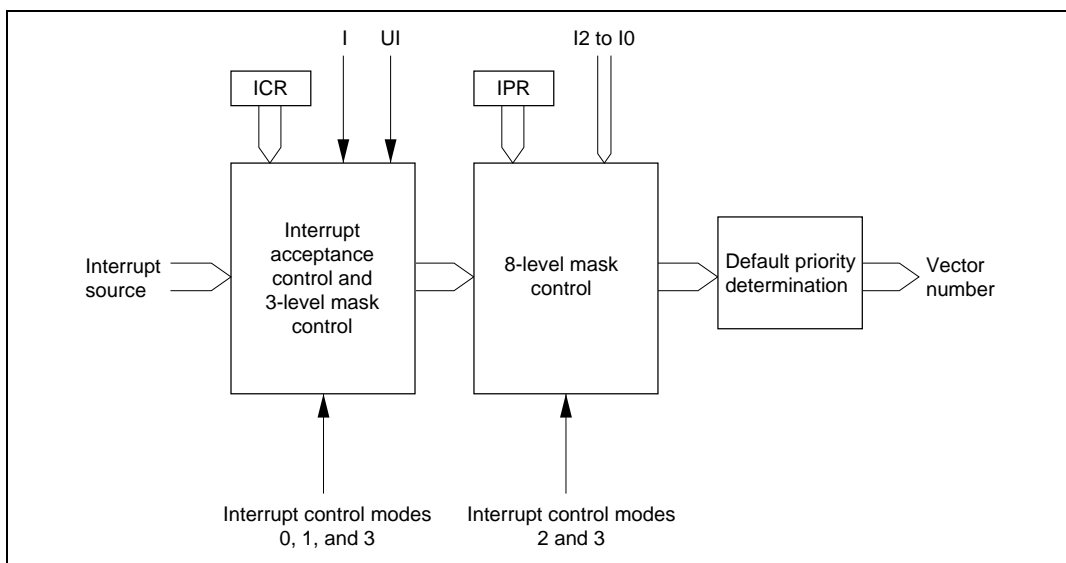 I
UI
I2 to I0
ICR
IPR
Interrupt
source
Interrupt
acceptance
control and
3-level mask
control
8-level mask
control
Default priority
determination
Vector
number
Interrupt control modes
0, 1, and 3
Interrupt control modes
2 and 3